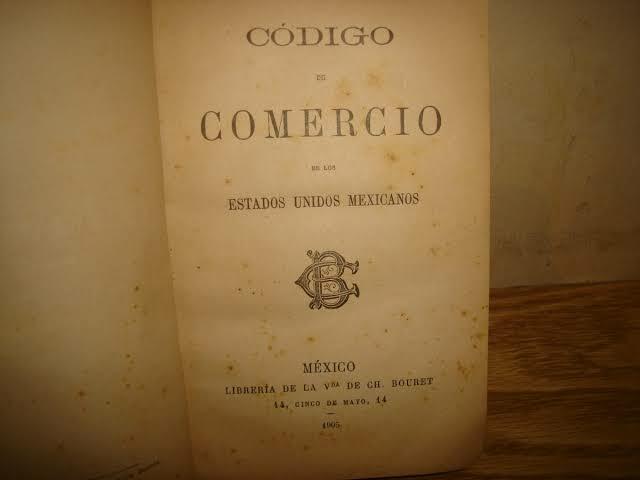 CÓDIGO
DE
COMERCIO
DE LOS
ESTADOS UNIDOS MEXICANOS
MÉXICO
LIBRERÍA DE LA VDA DE CH. BOURET
14, CINCO DE MAYO, 14
1905